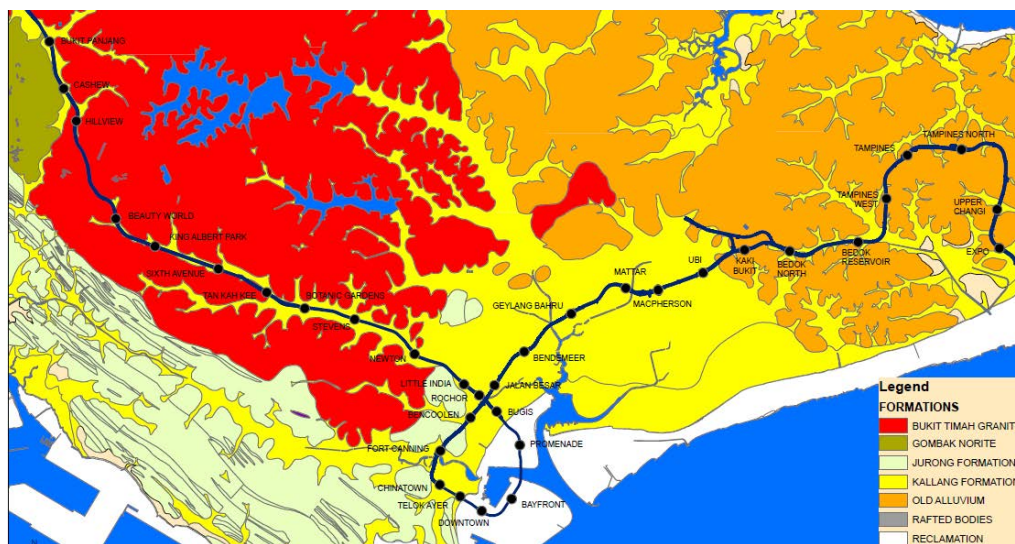 BUKIT PANJANG
CASHEW
HILLVIEW
BEAUTY WORLD
KING ALBERT PARK
SIXTH AVENUE
TAN KAH KEE
BOTANIC GARDENS
STEVENS
NEWTON
LITTLE INDIA
ROCHOR
JALAN BESAR
BENCOOLEN
BUGIS
FORT CANNING
PROMENADE
CHINATOWN
TELOK AYER
BAYFRONT
DOWNTOWN
BENDEMEER
GEYLANG BAHRU
MATTAR
MACPHERSON
UBI
KAKI
BUKIT
BEDOK
NORTH
BEDOK
RESERVOIR
TAMPINES
WEST
TAMPINES
TAMPINES NORTH
UPPER
CHANGI
EXPO
Legend
FORMATIONS
BUKIT TIMAH GRANIT
GOMBAK NORITE
JURONG FORMATION
KALLANG FORMATION
OLD ALLUVIUM
RAFTED BODIES
RECLAMATION